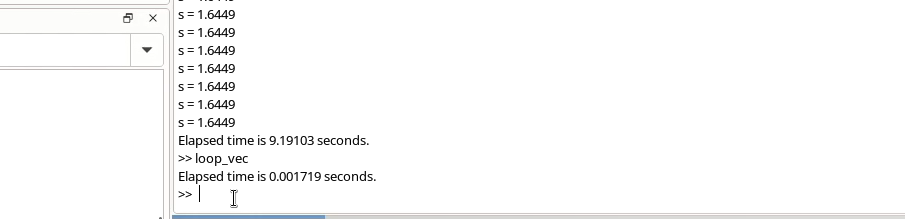 s = 1.6449
s = 1.6449
s = 1.6449
s = 1.6449
s = 1.6449
s = 1.6449
s = 1.6449
Elapsed time is 9.19103 seconds.
>> loop_vec
Elapsed time is 0.001719 seconds.
>>